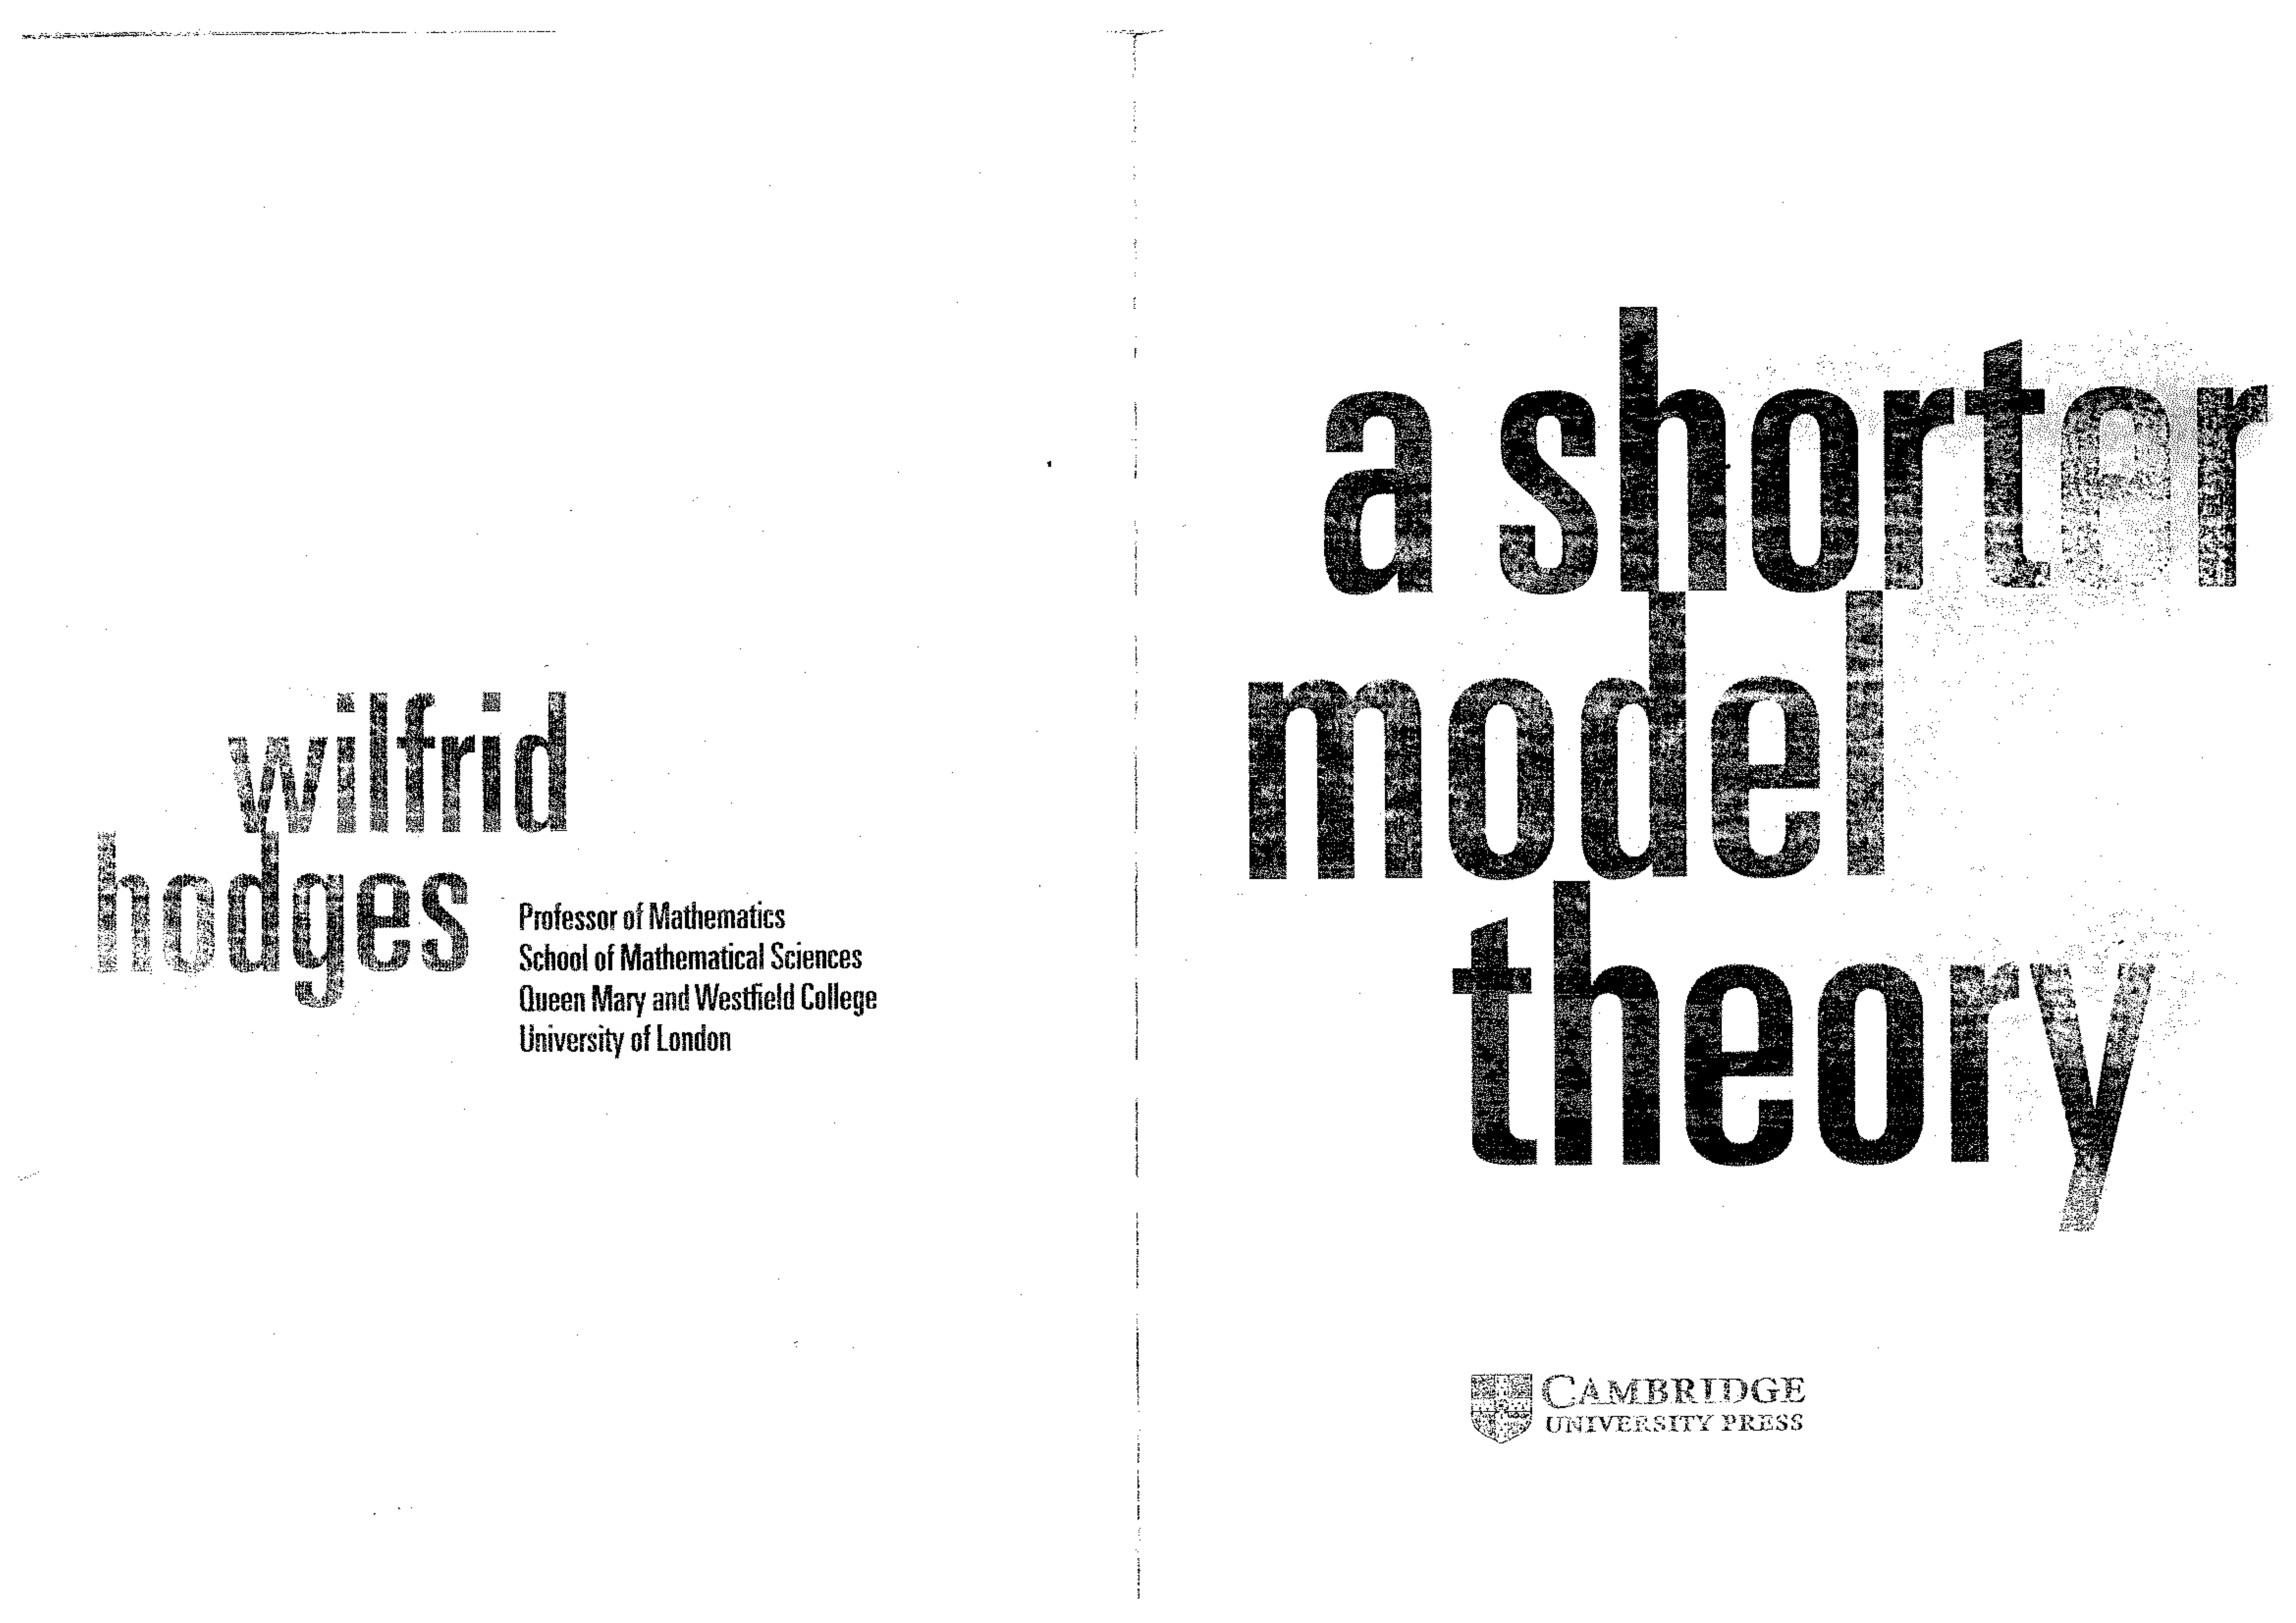 wilfrid
hodges
Professor of Mathematics
School of Mathematical Sciences
Queen Mary and Westfield College
University of London
a shorter
model
theory
CAMBRIDGE
UNIVERSITY PRESS